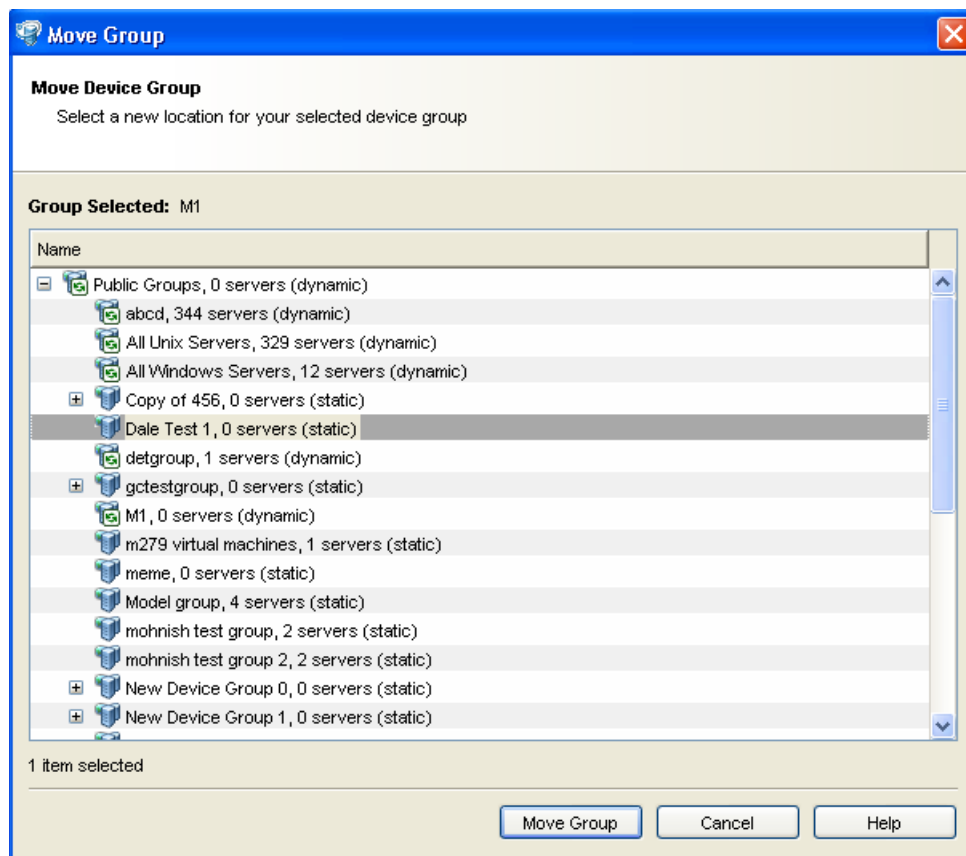 Move Group
Move Device Group
Select a new location for your selected device group
Group Selected: M1
Name
Public Groups, 0 servers (dynamic)
abcd, 344 servers (dynamic)
All Unix Servers, 329 servers (dynamic)
All Windows Servers, 12 servers (dynamic)
Copy of 456, 0 servers (static)
Dale Test 1, 0 servers (static)
detgroup, 1 servers (dynamic)
gctestgroup, 0 servers (static)
M1, 0 servers (dynamic)
m279 virtual machines, 1 servers (static)
meme, 0 servers (static)
Model group, 4 servers (static)
mohnish test group, 2 servers (static)
mohnish test group 2, 2 servers (static)
New Device Group 0, 0 servers (static)
New Device Group 1, 0 servers (static)
1 item selected
Move Group Cancel Help